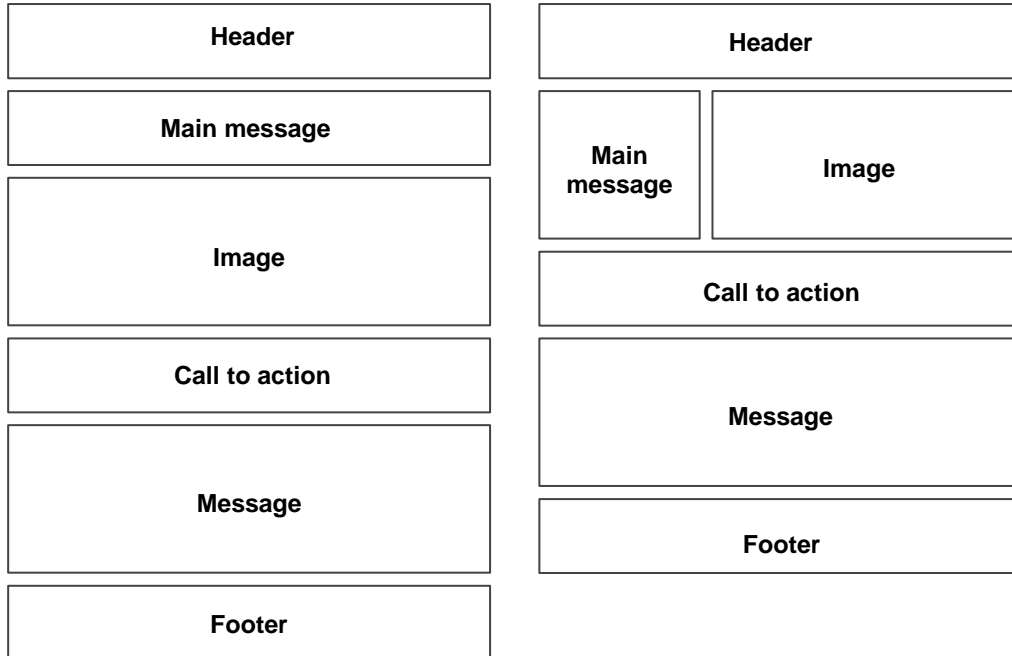 Header
Main message
Image
Call to action
Message
Footer
Header
Main
message
Image
Call to action
Message
Footer